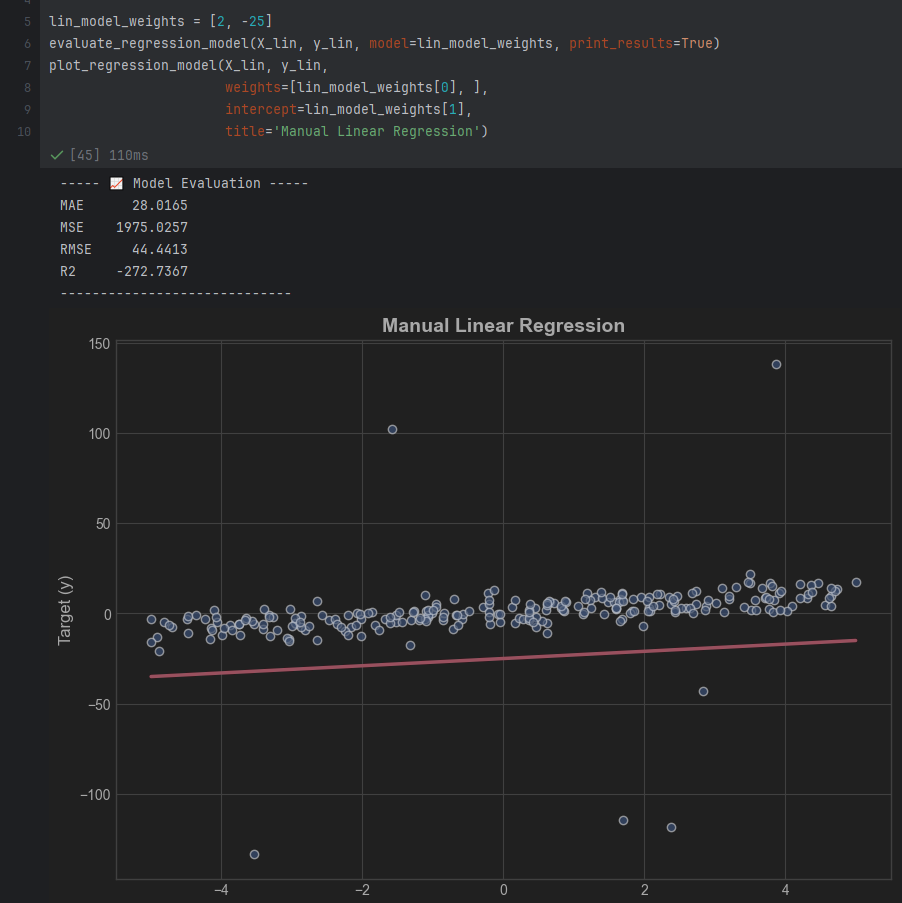 4
5 lin_model_weights = [2, -25]
6 evaluate_regression_model(X_lin, y_lin, model=lin_model_weights, print_results=True)
7 plot_regression_model(X_lin, y_lin,
8 weights=[lin_model_weights[0], ],
9 intercept=lin_model_weights[1],
10 title='Manual Linear Regression')
[45] 110ms
----- 📈 Model Evaluation -----
MAE 28.0165
MSE 1975.0257
RMSE 44.4413
R2 -272.7367
-----------------------------
Manual Linear Regression
150
100
50
0
−50
−100
Target (y)
−4 −2 0 2 4